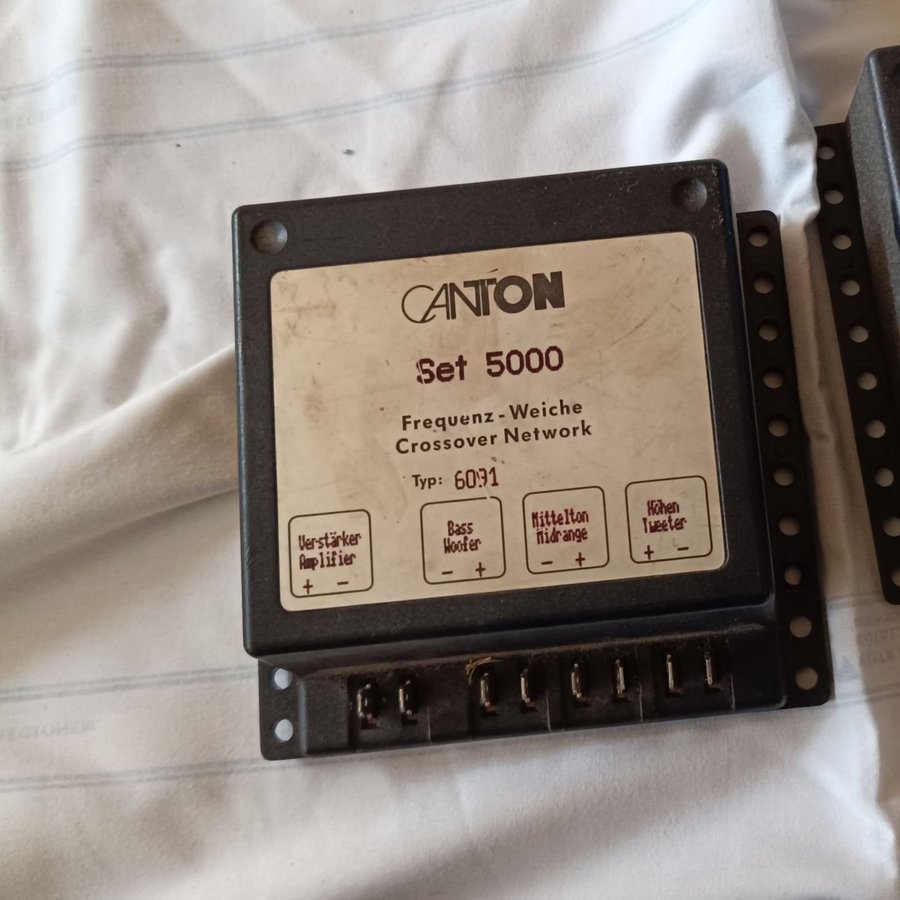 CANTON
Set 5000
Frequenz-Weiche
Crossover Network
Typ: 6091
Verstärker
Amplifier
+ −
Bass
Woofer
− +
Mittelton
Midrange
− +
Höhen
Tweeter
+ −